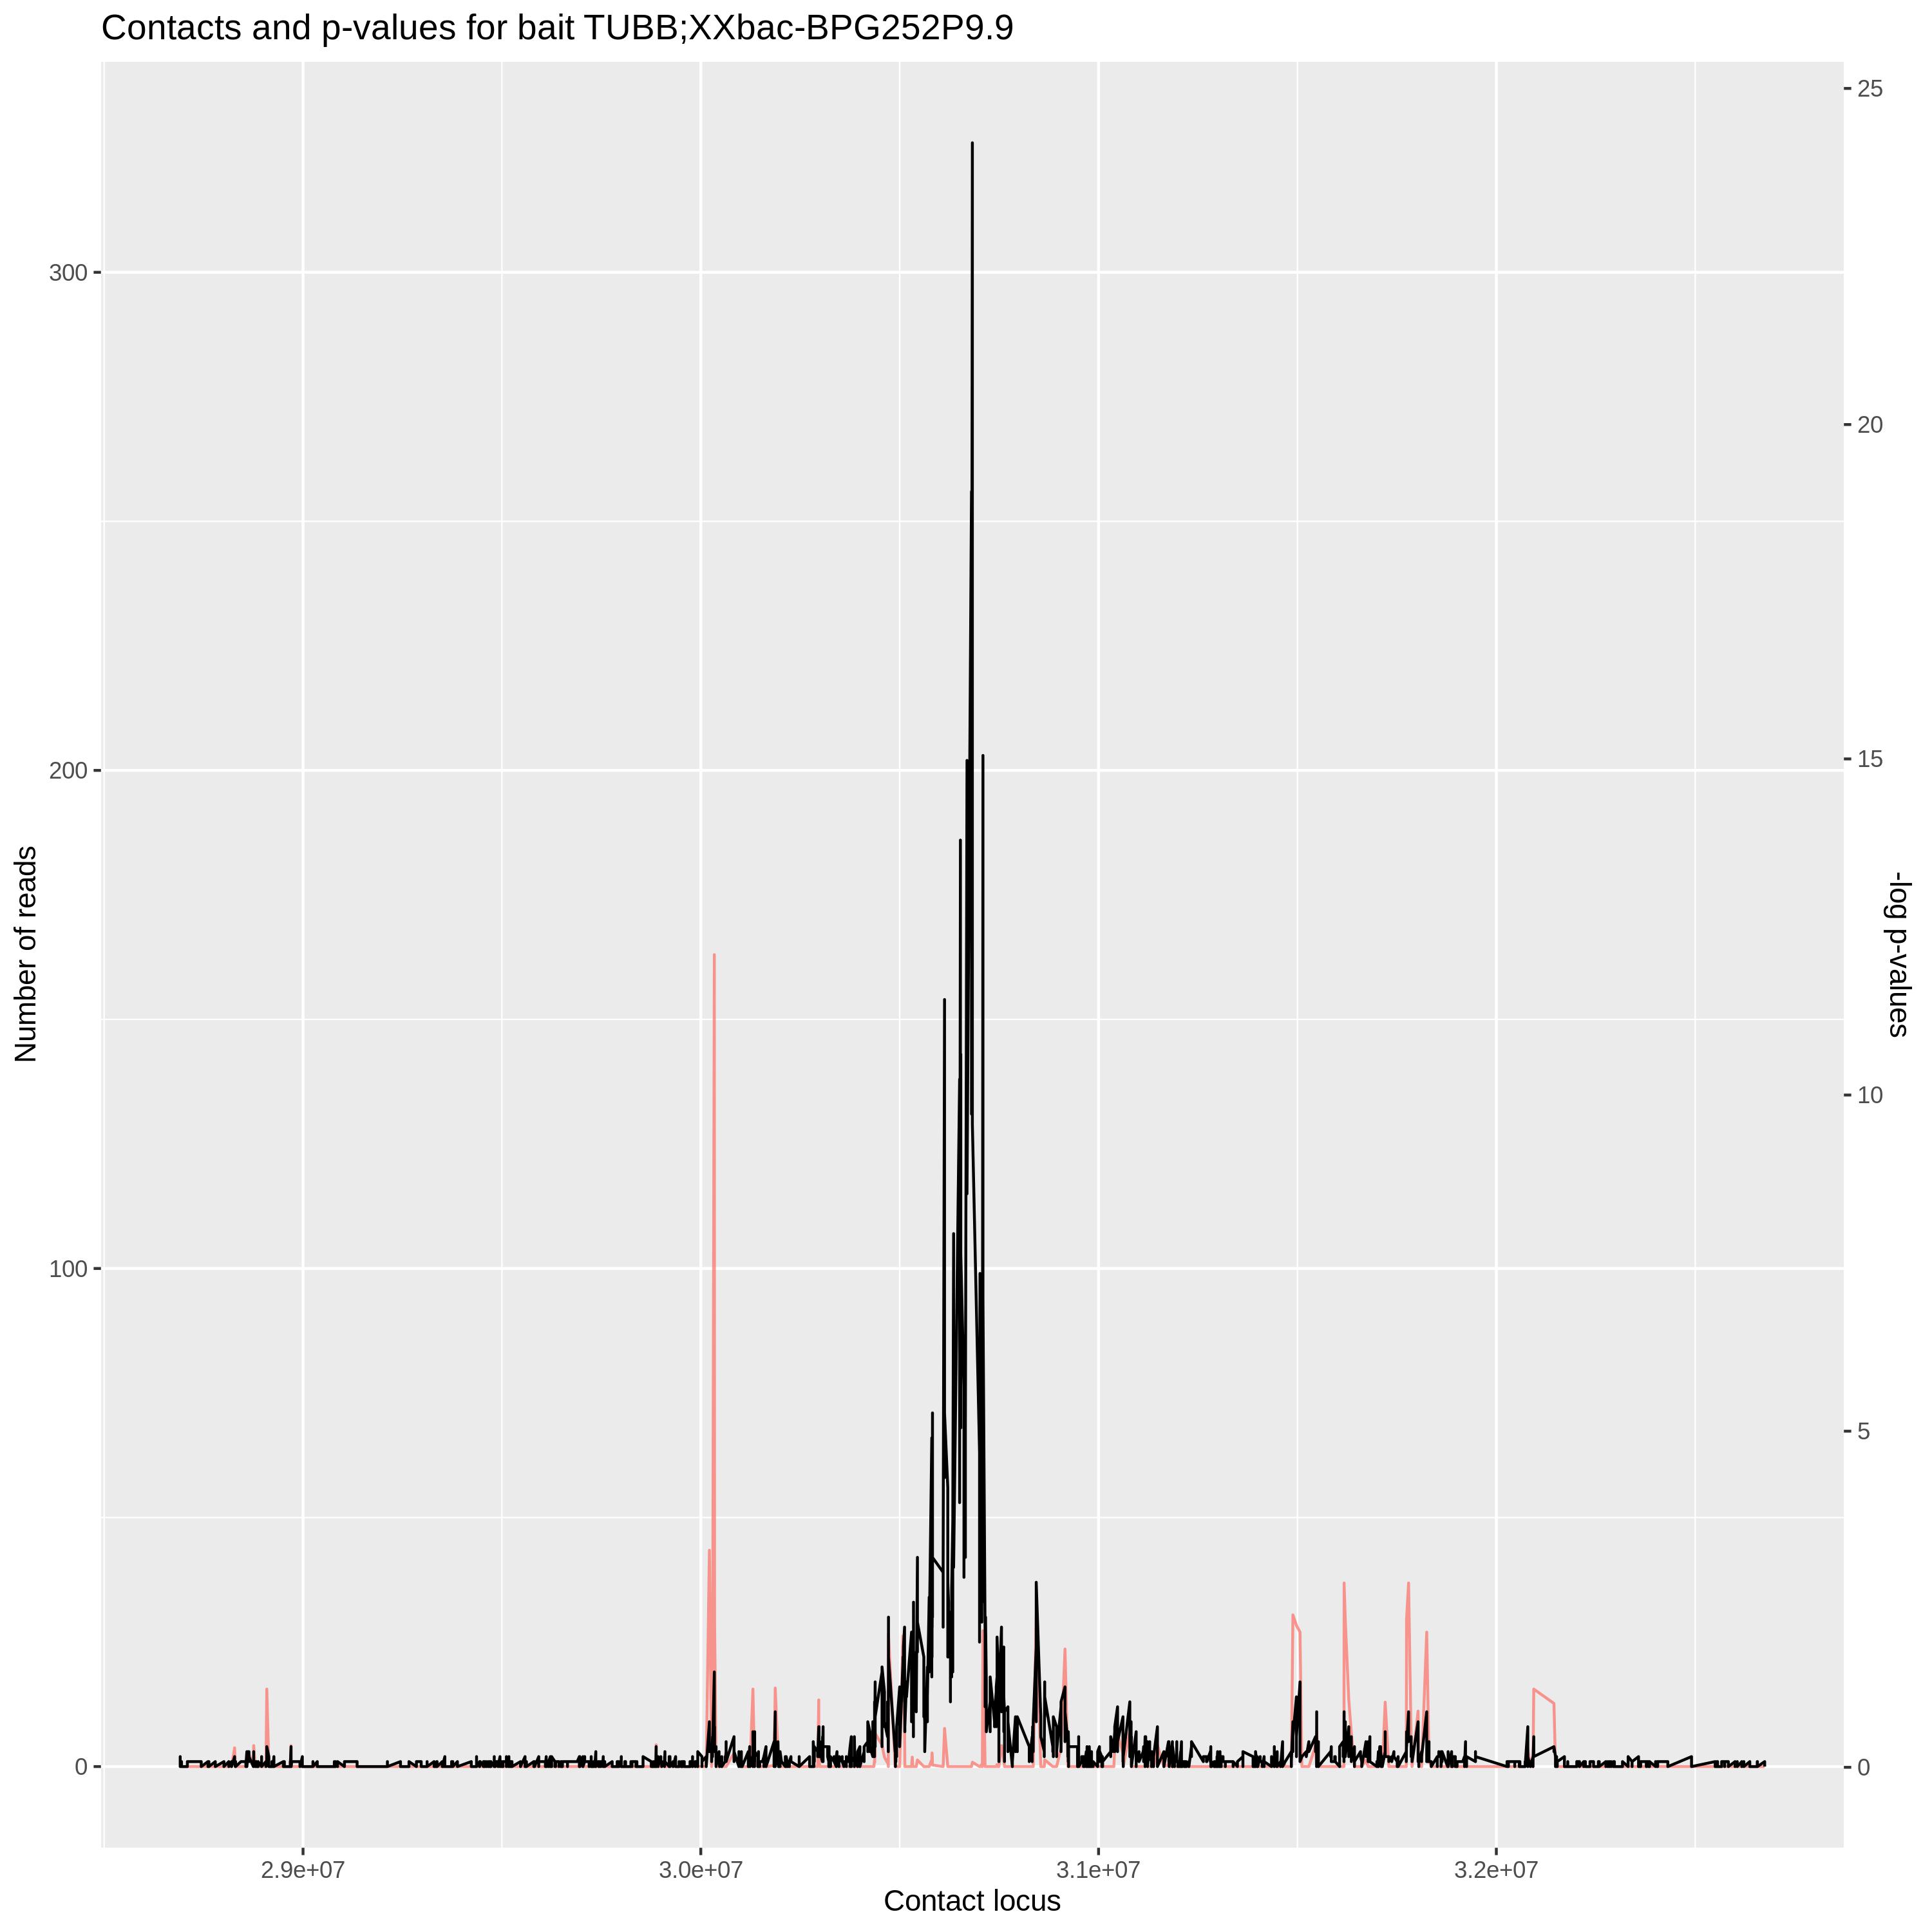 Contacts and p-values for bait TUBB;XXbac-BPG252P9.9
Number of reads
300
200
100
0
25
20
15
10
5
0
-log p-values
2.9e+07 3.0e+07 3.1e+07 3.2e+07
Contact locus